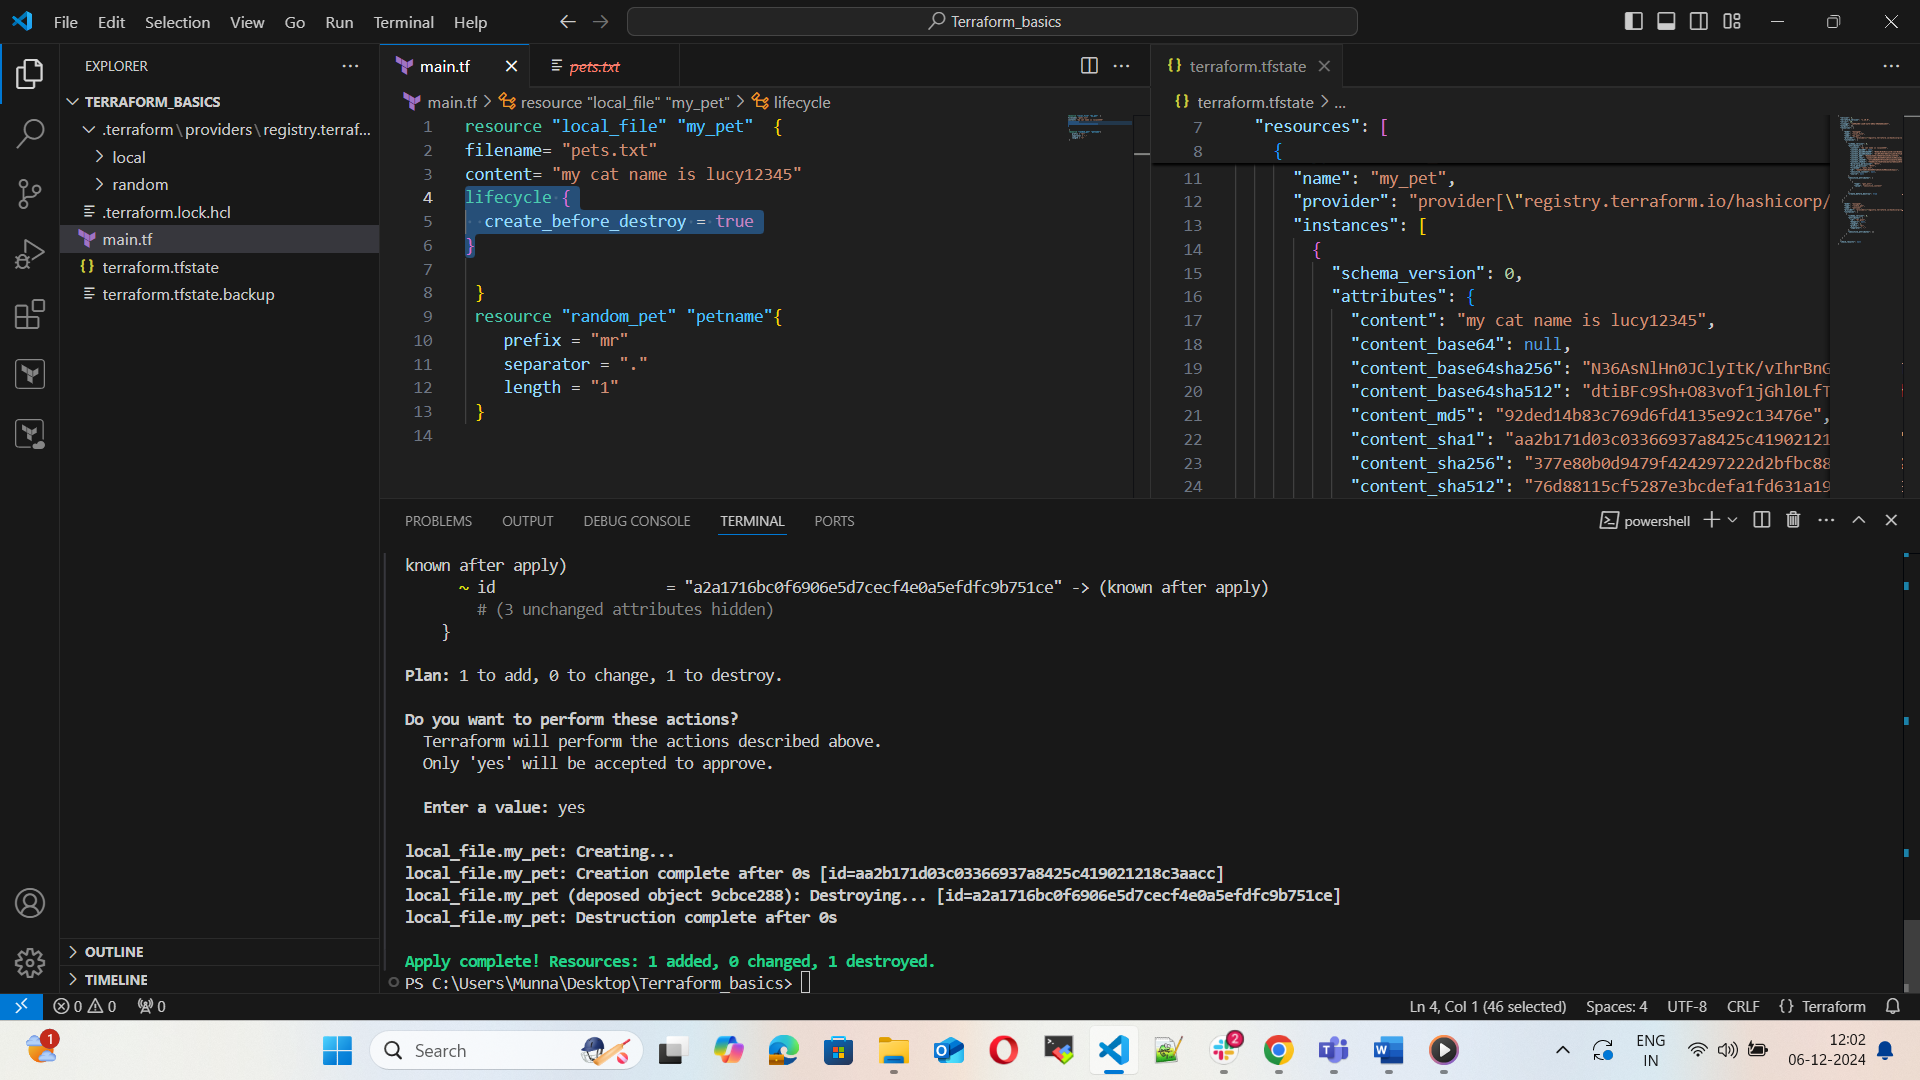 File Edit Selection View Go Run Terminal Help
Terraform_basics
EXPLORER
TERRAFORM_BASICS
.terraform\providers\registry.terraf...
local
random
.terraform.lock.hcl
main.tf
terraform.tfstate
terraform.tfstate.backup
OUTLINE
TIMELINE
main.tf
pets.txt
main.tf > resource "local_file" "my_pet" > lifecycle
1 resource "local_file" "my_pet" {
2 filename= "pets.txt"
3 content= "my cat name is lucy12345"
4 lifecycle {
5 create_before_destroy = true
6 }
7
8 }
9 resource "random_pet" "petname"{
10 prefix = "mr"
11 separator = "."
12 length = "1"
13 }
14
terraform.tfstate
terraform.tfstate > ...
7 "resources": [
8 {
11 "name": "my_pet",
12 "provider": "provider[\"registry.terraform.io/hashicorp/
13 "instances": [
14 {
15 "schema_version": 0,
16 "attributes": {
17 "content": "my cat name is lucy12345",
18 "content_base64": null,
19 "content_base64sha256": "N36AsNlHn0JClyItK/vIhrBnG
20 "content_base64sha512": "dtiBFc9Sh+O83vof1jGhl0LfT
21 "content_md5": "92ded14b83c769d6fd4135e92c13476e",
22 "content_sha1": "aa2b171d03c03366937a8425c41902121
23 "content_sha256": "377e80b0d9479f424297222d2bfbc88
24 "content_sha512": "76d88115cf5287e3bcdefa1fd631a19
PROBLEMS OUTPUT DEBUG CONSOLE TERMINAL PORTS
powershell
known after apply)
~ id = "a2a1716bc0f6906e5d7cecf4e0a5efdfc9b751ce" -> (known after apply)
# (3 unchanged attributes hidden)
}
Plan: 1 to add, 0 to change, 1 to destroy.
Do you want to perform these actions?
Terraform will perform the actions described above.
Only 'yes' will be accepted to approve.
Enter a value: yes
local_file.my_pet: Creating...
local_file.my_pet: Creation complete after 0s [id=aa2b171d03c03366937a8425c419021218c3aacc]
local_file.my_pet (deposed object 9cbce288): Destroying... [id=a2a1716bc0f6906e5d7cecf4e0a5efdfc9b751ce]
local_file.my_pet: Destruction complete after 0s
Apply complete! Resources: 1 added, 0 changed, 1 destroyed.
PS C:\Users\Munna\Desktop\Terraform_basics>
0 0 0
Ln 4, Col 1 (46 selected) Spaces: 4 UTF-8 CRLF {} Terraform
1
Search
2
ENG
IN
12:02
06-12-2024